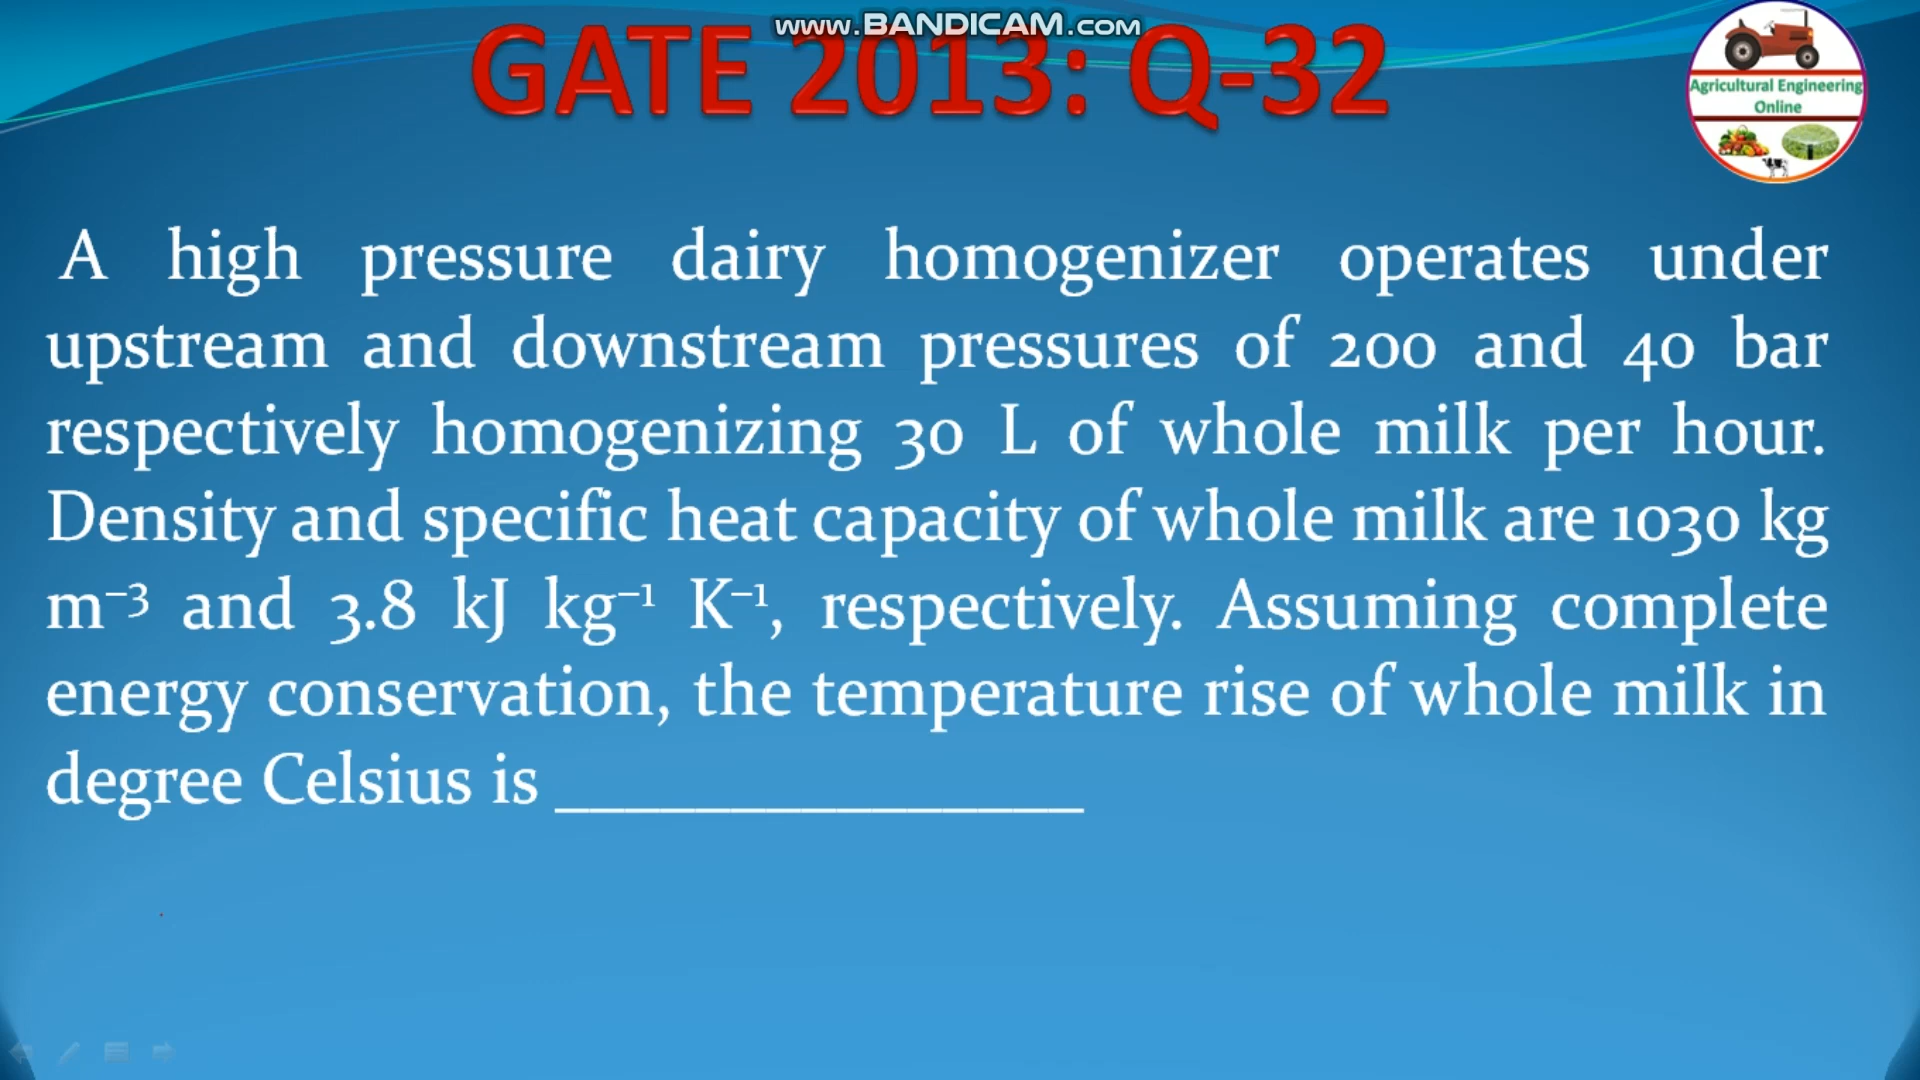 www.BANDICAM.com
GATE 2013: Q-32
Agricultural Engineering
Online
A high pressure dairy homogenizer operates under
upstream and downstream pressures of 200 and 40 bar
respectively homogenizing 30 L of whole milk per hour.
Density and specific heat capacity of whole milk are 1030 kg
m⁻³ and 3.8 kJ kg⁻¹ K⁻¹, respectively. Assuming complete
energy conservation, the temperature rise of whole milk in
degree Celsius is _______________